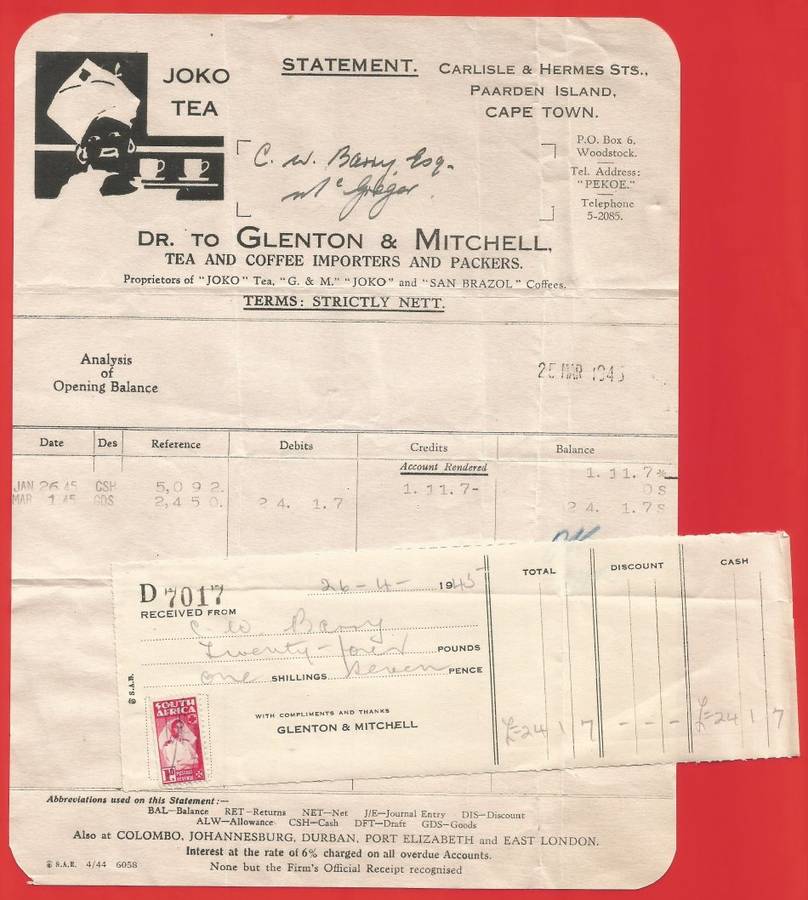 JOKO
TEA
STATEMENT.
CARLISLE & HERMES STS.,
PAARDEN ISLAND,
CAPE TOWN.
P.O. Box 6,
Woodstock.
Tel. Address:
"PEKOE."
Telephone
5-2085.
C. W. Barry Esq.
McGregor.
DR. TO GLENTON & MITCHELL,
TEA AND COFFEE IMPORTERS AND PACKERS.
Proprietors of "JOKO" Tea, "G. & M." "JOKO" and "SAN BRAZOL" Coffees.
TERMS: STRICTLY NETT.
Analysis
of
Opening Balance
26 MAR 1945
Date Des Reference Debits Credits Balance
Account Rendered 1.11.7*
JAN 26 45 CSH 5,092. 1.11.7- 0S
MAR 1 45 GDS 2,450. 24. 1.7 24. 1.7S
OK
D 7017
26-4- 1945
RECEIVED FROM
C W. Barry
Twenty-four POUNDS
one SHILLINGS seven PENCE
© S.A.B.
SOUTH
AFRICA
1D POSTAGE
REVENUE
WITH COMPLIMENTS AND THANKS
GLENTON & MITCHELL
TOTAL DISCOUNT CASH
£=24 1 7 - - - £=24 1 7
Abbreviations used on this Statement:—
BAL—Balance RET—Returns NET—Net J/E—Journal Entry DIS—Discount
ALW—Allowance CSH—Cash DFT—Draft GDS—Goods
Also at COLOMBO, JOHANNESBURG, DURBAN, PORT ELIZABETH and EAST LONDON.
Interest at the rate of 6% charged on all overdue Accounts.
© S.A.B. 4/44 6058
None but the Firm's Official Receipt recognised